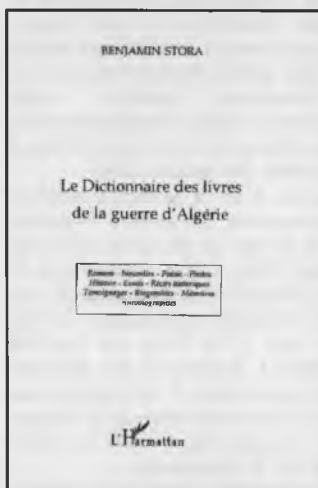 BENJAMIN STORA
Le Dictionnaire des livres
de la guerre d'Algérie
Romans - Nouvelles - Poésie - Photos
Histoire - Essais - Récits historiques
Témoignages - Biographies - Mémoires
L'Harmattan